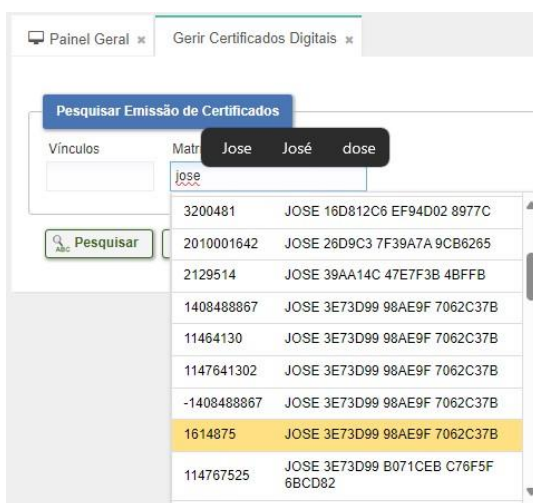 Painel Geral × Gerir Certificados Digitais ×
Pesquisar Emissão de Certificados
Vínculos Matr
Jose José dose
jose
Pesquisar
ABC
3200481 JOSE 16D812C6 EF94D02 8977C
2010001642 JOSE 26D9C3 7F39A7A 9CB6265
2129514 JOSE 39AA14C 47E7F3B 4BFFB
1408488867 JOSE 3E73D99 98AE9F 7062C37B
11464130 JOSE 3E73D99 98AE9F 7062C37B
1147641302 JOSE 3E73D99 98AE9F 7062C37B
-1408488867 JOSE 3E73D99 98AE9F 7062C37B
1614875 JOSE 3E73D99 98AE9F 7062C37B
114767525 JOSE 3E73D99 B071CEB C76F5F
6BCD82